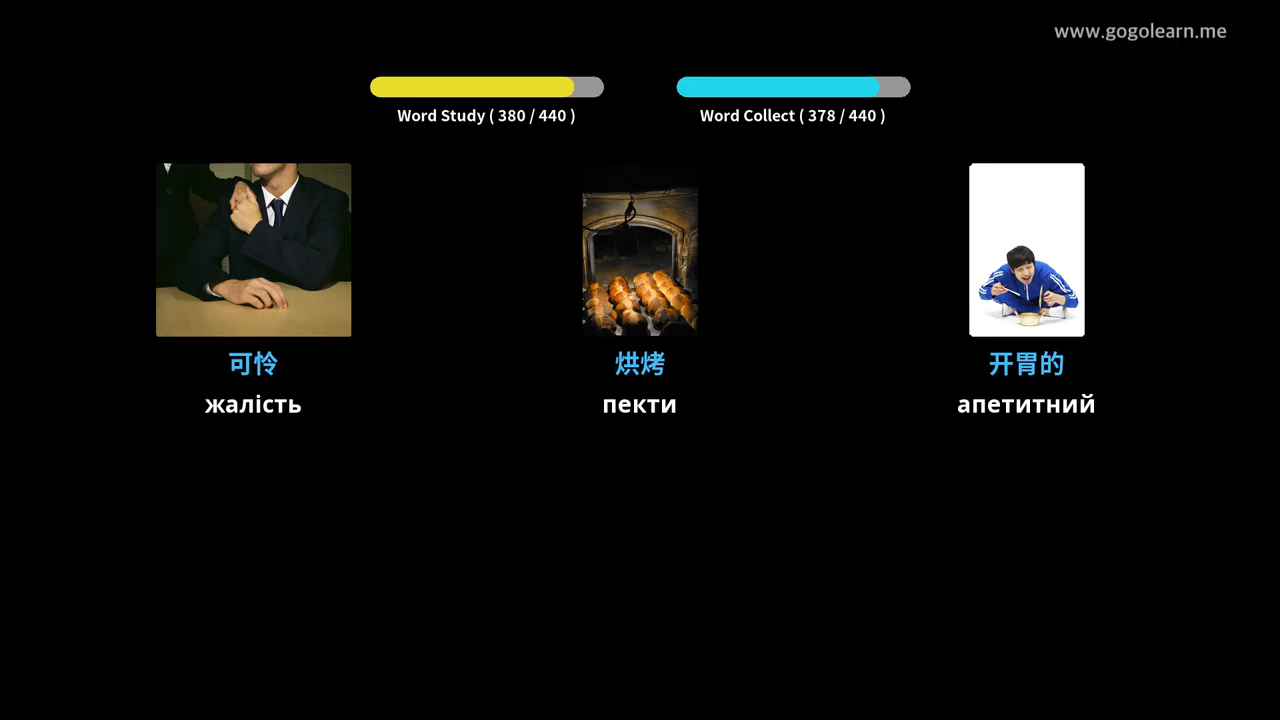 www.gogolearn.me
Word Study ( 380 / 440 )
Word Collect ( 378 / 440 )
可怜
烘烤
开胃的
жалість
пекти
апетитний